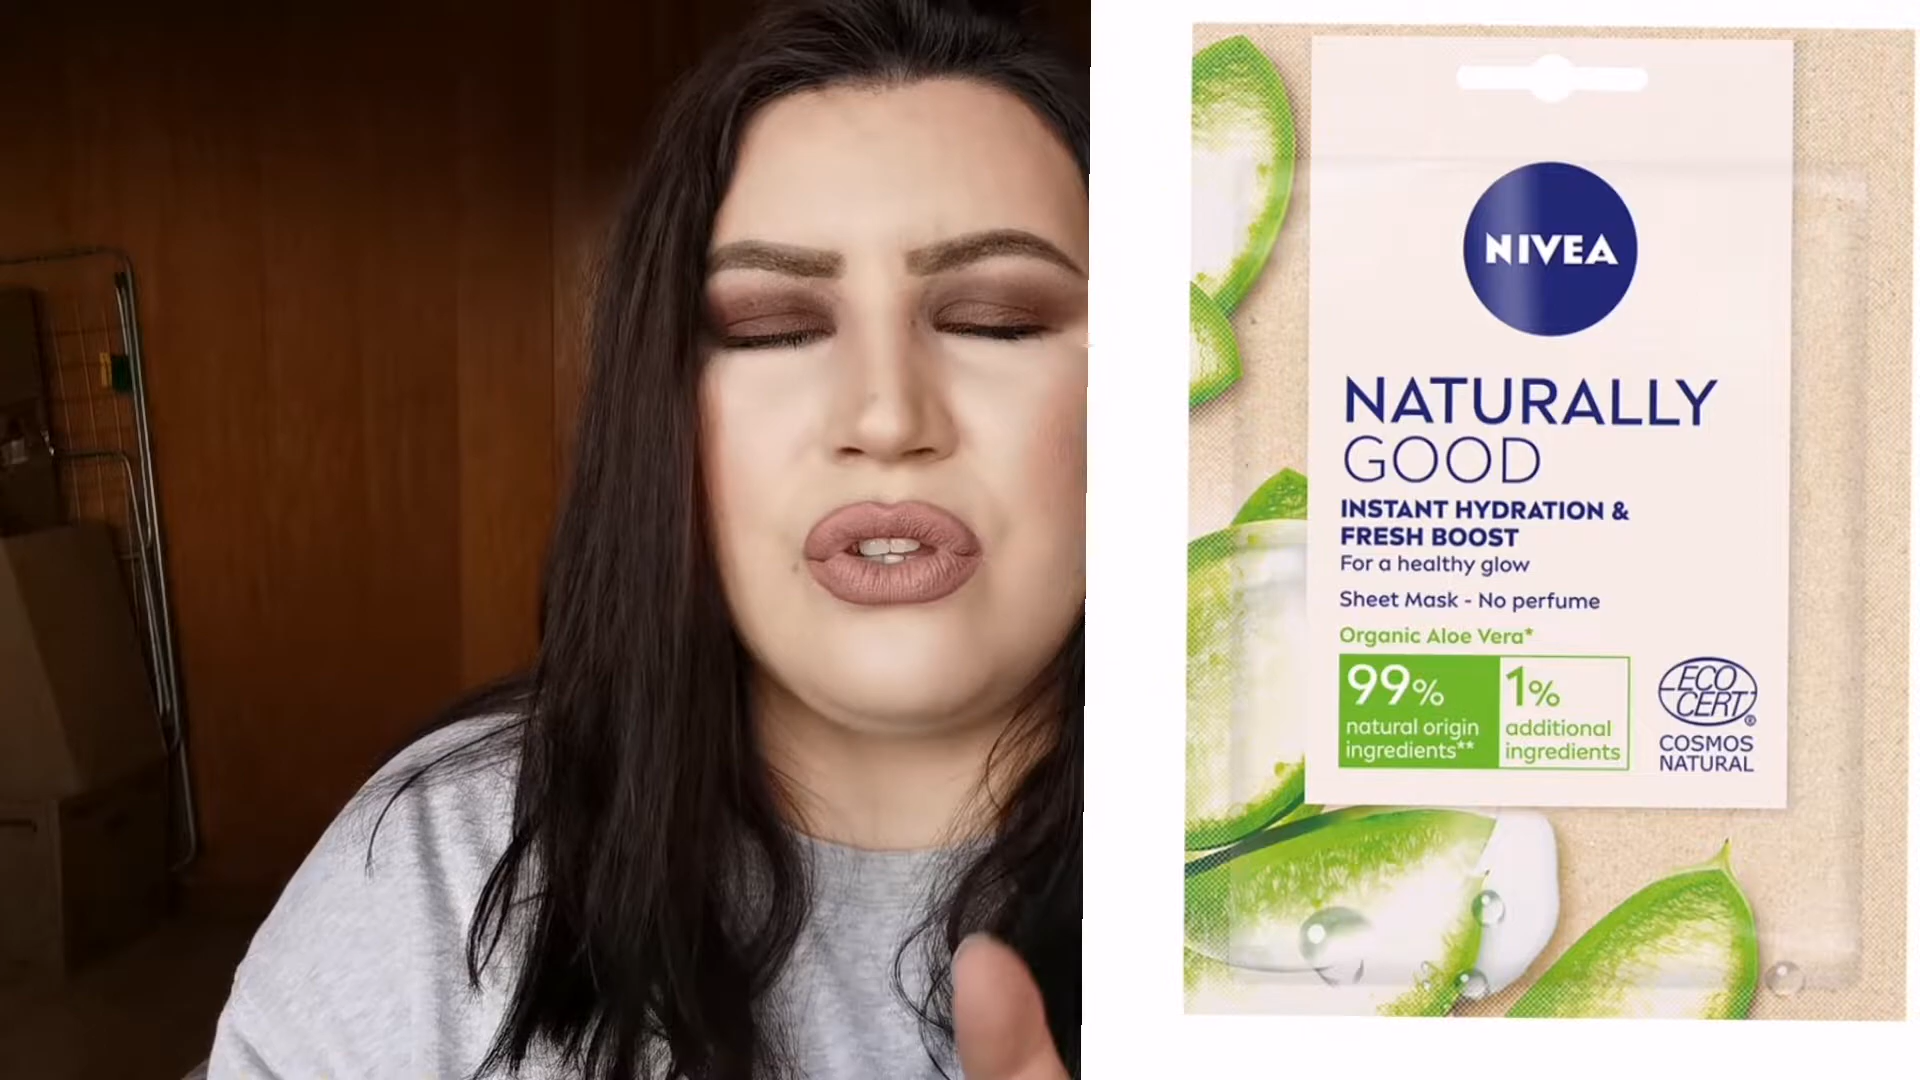 NIVEA
NATURALLY
GOOD
INSTANT HYDRATION &
FRESH BOOST
For a healthy glow
Sheet Mask - No perfume
Organic Aloe Vera*
99%
natural origin
ingredients**
1%
additional
ingredients
ECO
CERT®
COSMOS
NATURAL